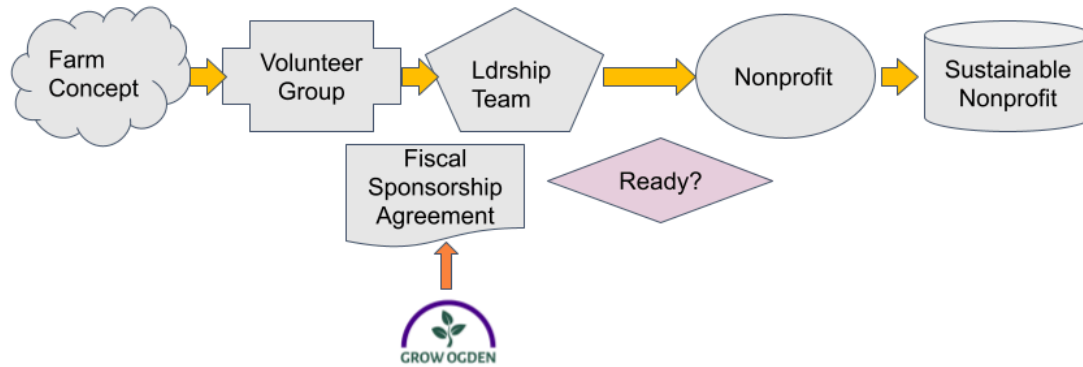 Farm
Concept
Volunteer
Group
Ldrship
Team
Nonprofit
Sustainable
Nonprofit
Fiscal
Sponsorship
Agreement
Ready?
GROW OGDEN